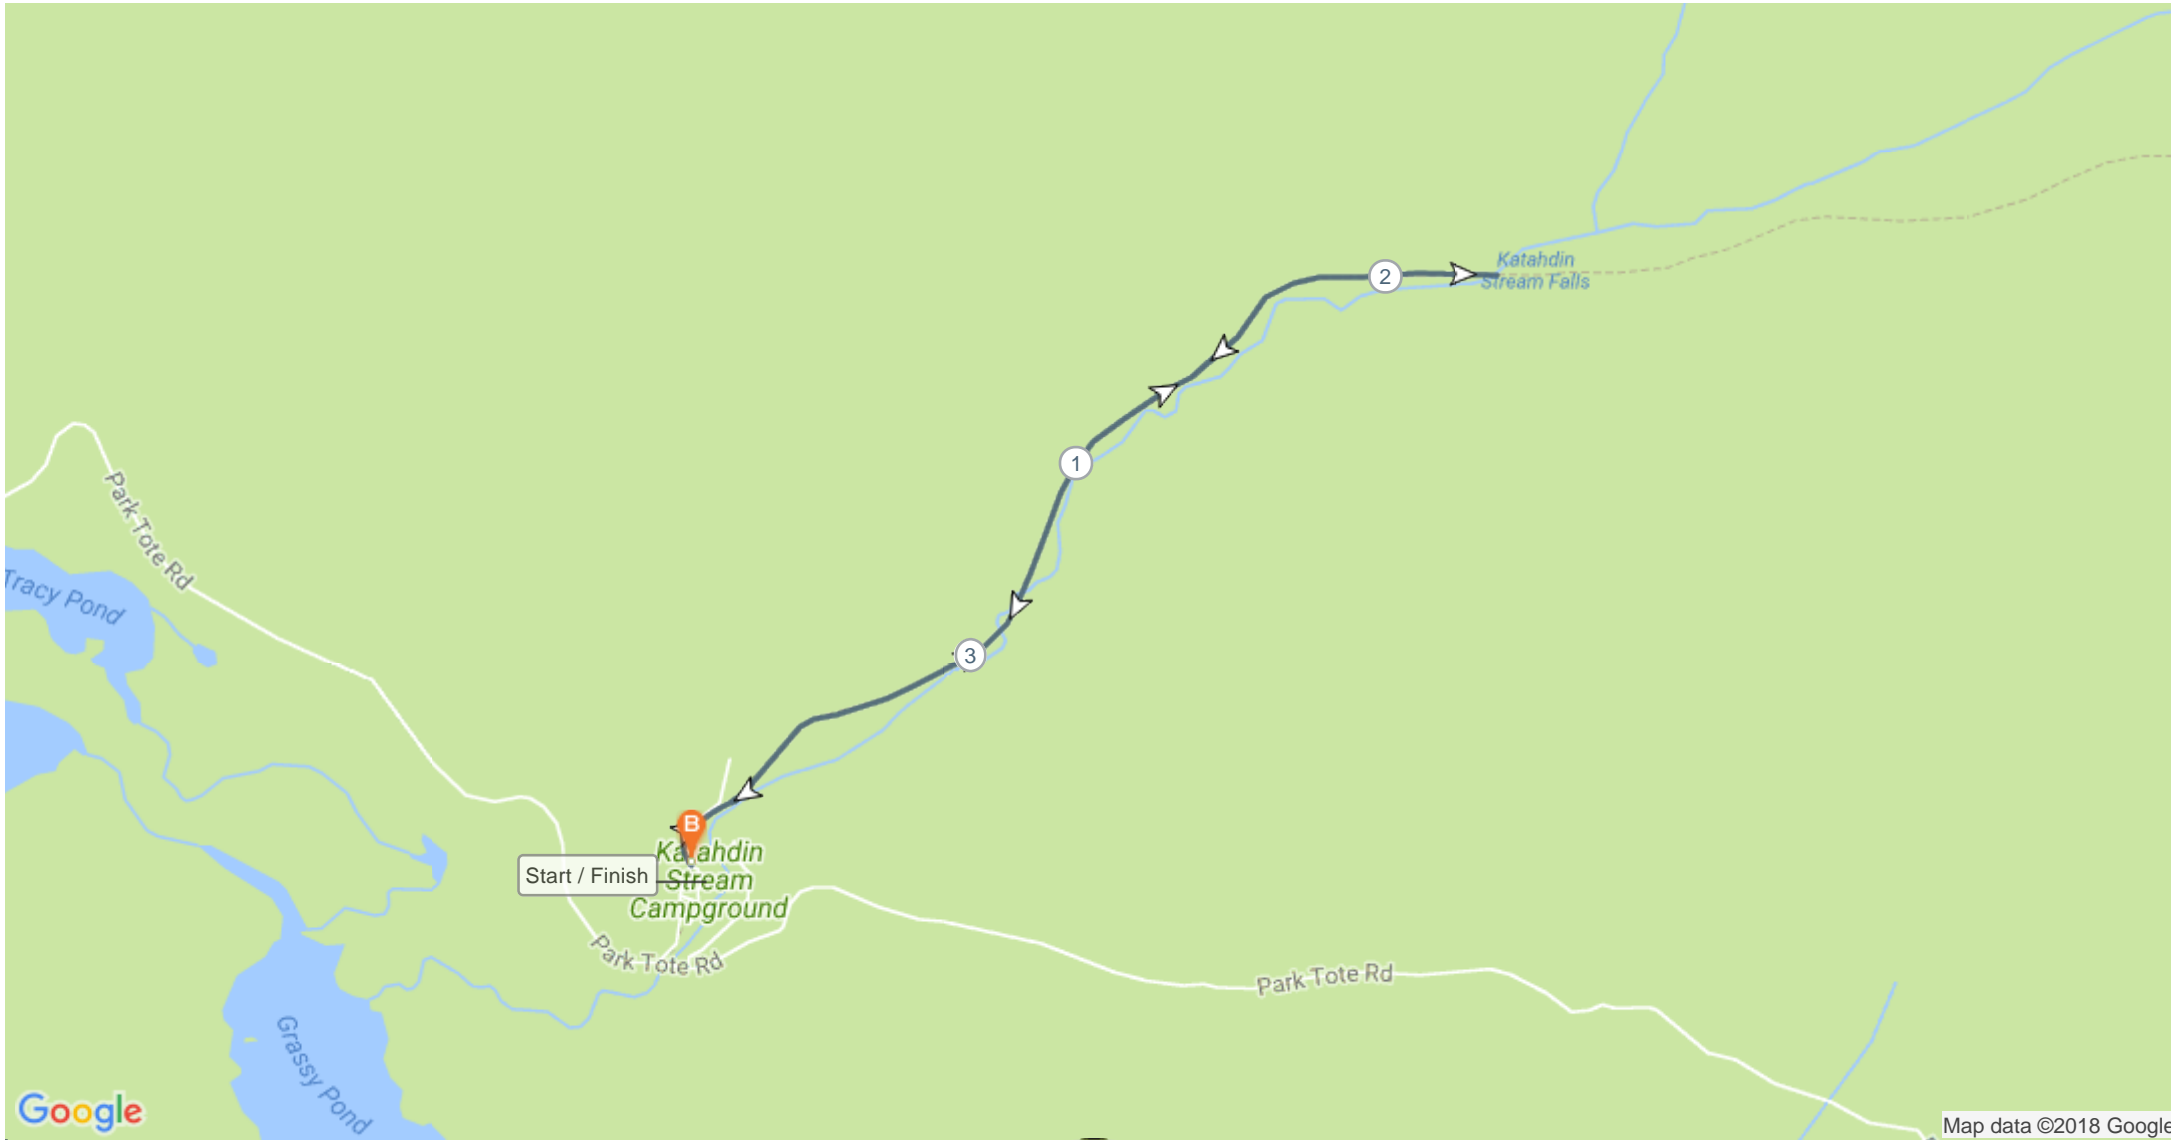 Katahdin
Stream Falls
2
1
Park Tote Rd
Tracy Pond
3
B
Katahdin
Stream
Campground
Start / Finish
Park Tote Rd
Park Tote Rd
Grassy Pond
Google
Map data ©2018 Google